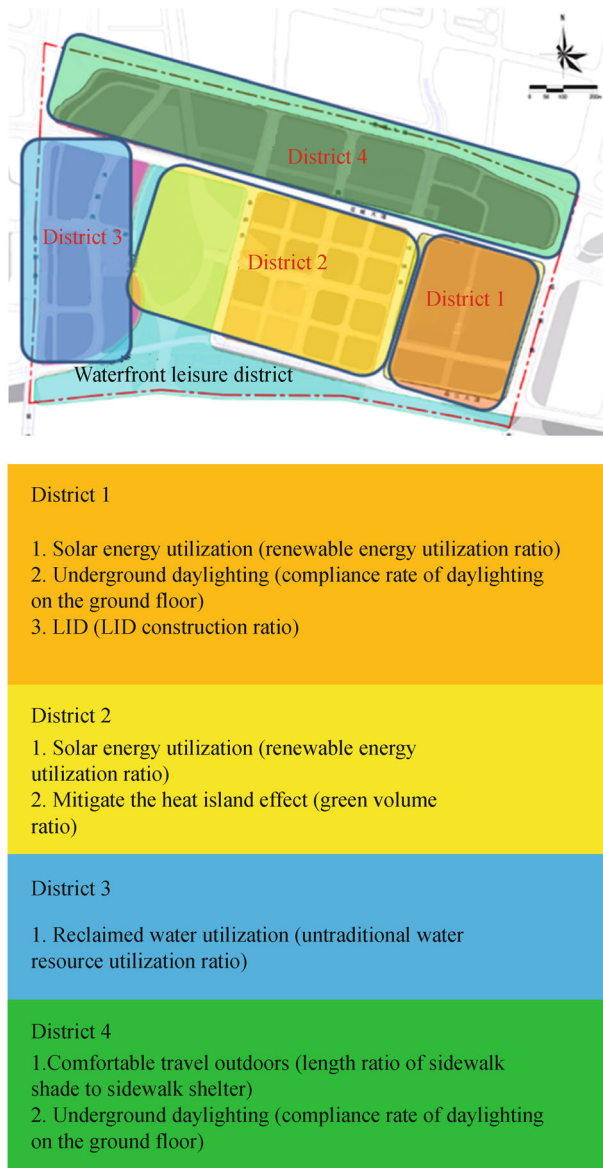 N
0 50 100 200m
District 4
District 3
District 2
District 1
Waterfront leisure district
District 1
1. Solar energy utilization (renewable energy utilization ratio)
2. Underground daylighting (compliance rate of daylighting
on the ground floor)
3. LID (LID construction ratio)
District 2
1. Solar energy utilization (renewable energy
utilization ratio)
2. Mitigate the heat island effect (green volume
ratio)
District 3
1. Reclaimed water utilization (untraditional water
resource utilization ratio)
District 4
1.Comfortable travel outdoors (length ratio of sidewalk
shade to sidewalk shelter)
2. Underground daylighting (compliance rate of daylighting
on the ground floor)